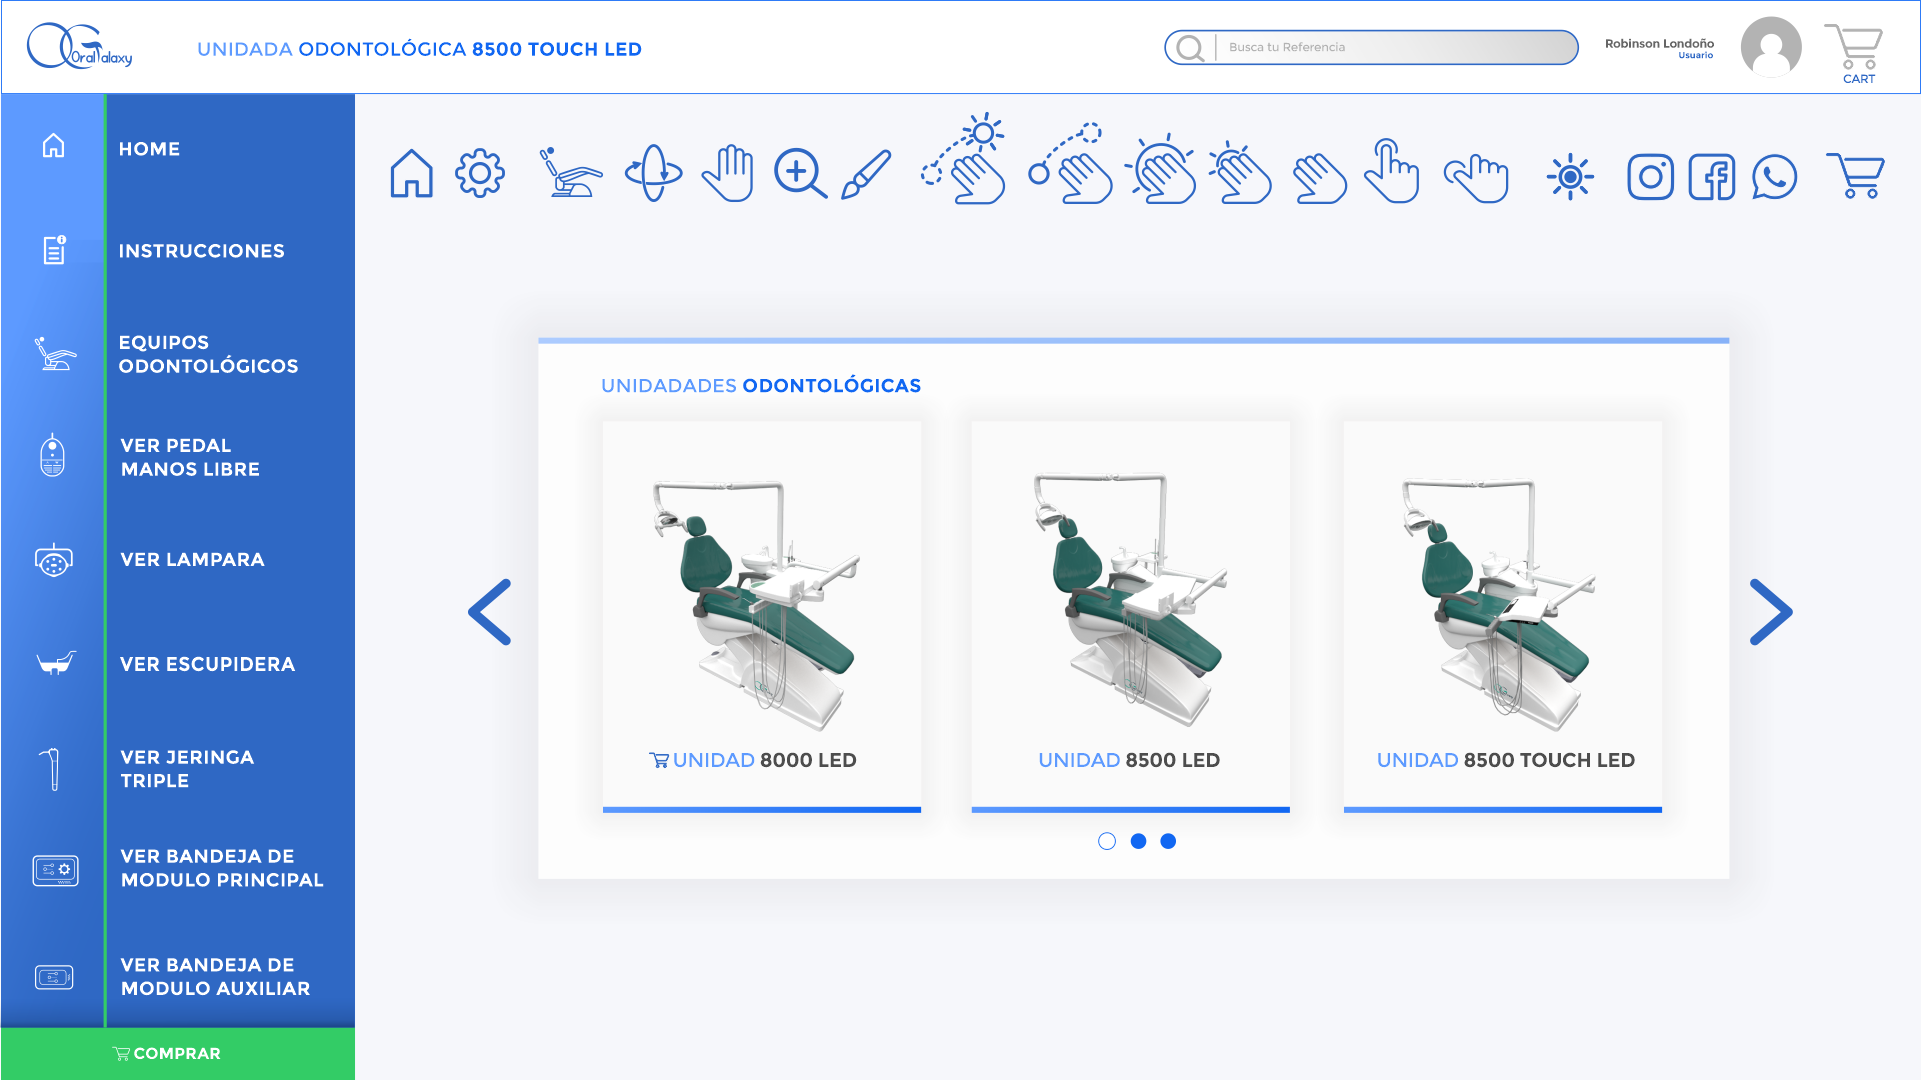 Oral Galaxy
UNIDADA ODONTOLÓGICA 8500 TOUCH LED
Busca tu Referencia
Robinson Londoño
Usuario
CART
HOME
INSTRUCCIONES
EQUIPOS
ODONTOLÓGICOS
VER PEDAL
MANOS LIBRE
VER LAMPARA
VER ESCUPIDERA
VER JERINGA
TRIPLE
VER BANDEJA DE
MODULO PRINCIPAL
VER BANDEJA DE
MODULO AUXILIAR
COMPRAR
UNIDADADES ODONTOLÓGICAS
UNIDAD 8000 LED
UNIDAD 8500 LED
UNIDAD 8500 TOUCH LED